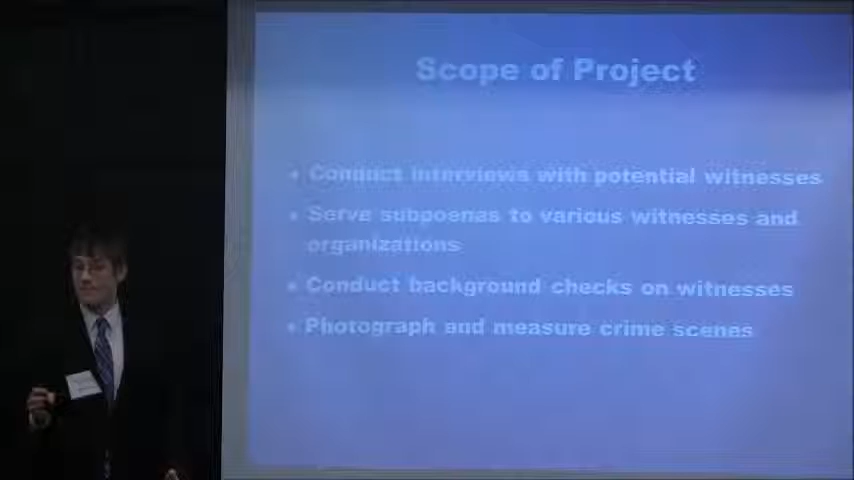 Scope of Project
• Conduct interviews with potential witnesses
• Serve subpoenas to various witnesses and
organizations
• Conduct background checks on witnesses
• Photograph and measure crime scenes